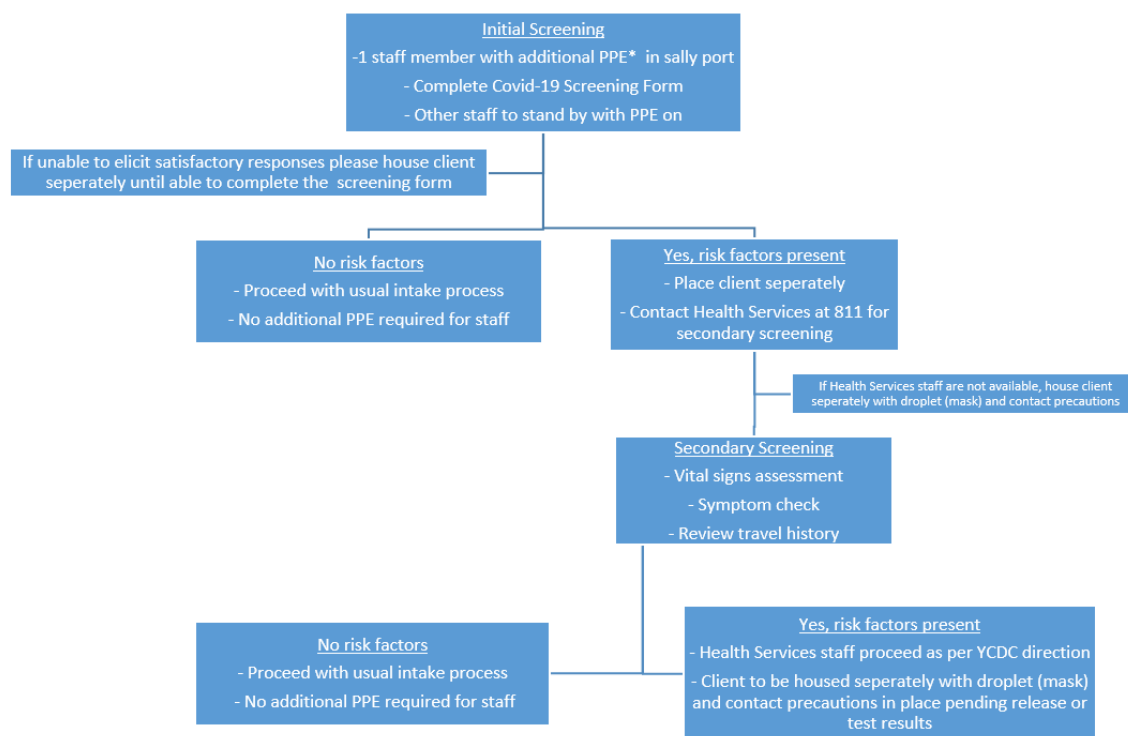 Initial Screening
-1 staff member with additional PPE* in sally port
- Complete Covid-19 Screening Form
- Other staff to stand by with PPE on
If unable to elicit satisfactory responses please house client
seperately until able to complete the screening form
No risk factors
- Proceed with usual intake process
- No additional PPE required for staff
Yes, risk factors present
- Place client seperately
- Contact Health Services at 811 for
secondary screening
If Health Services staff are not available, house client
seperately with droplet (mask) and contact precautions
Secondary Screening
- Vital signs assessment
- Symptom check
- Review travel history
No risk factors
- Proceed with usual intake process
- No additional PPE required for staff
Yes, risk factors present
- Health Services staff proceed as per YCDC direction
- Client to be housed seperately with droplet (mask)
and contact precautions in place pending release or
test results